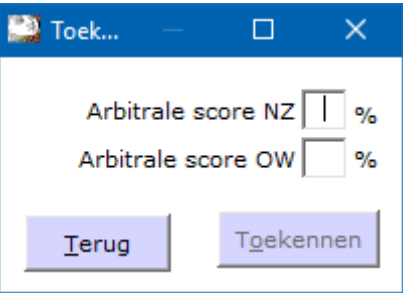 Toek...
Arbitrale score NZ %
Arbitrale score OW %
Terug Toekennen